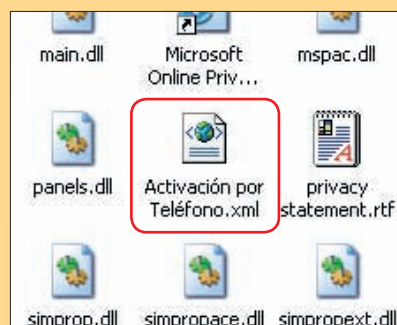 main.dll
Microsoft
Online Priv...
mspac.dll
panels.dll
Activación por
Teléfono.xml
privacy
statement.rtf
simprop.dll
simpropace.dll
simpropext.dll